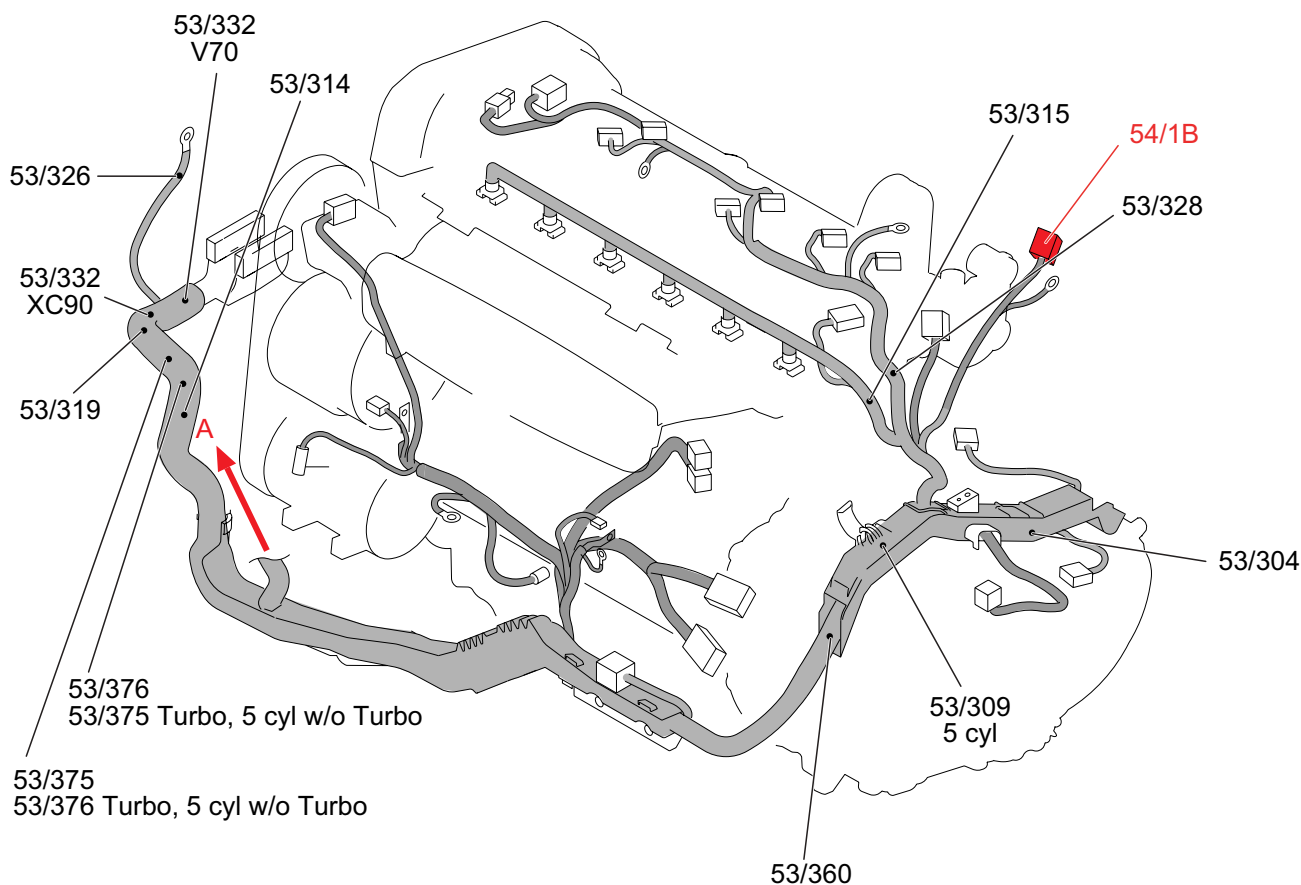 53/332
V70
53/314
53/315
54/1B
53/326
53/328
53/332
XC90
53/319
A
53/304
53/376
53/375 Turbo, 5 cyl w/o Turbo
53/309
5 cyl
53/375
53/376 Turbo, 5 cyl w/o Turbo
53/360